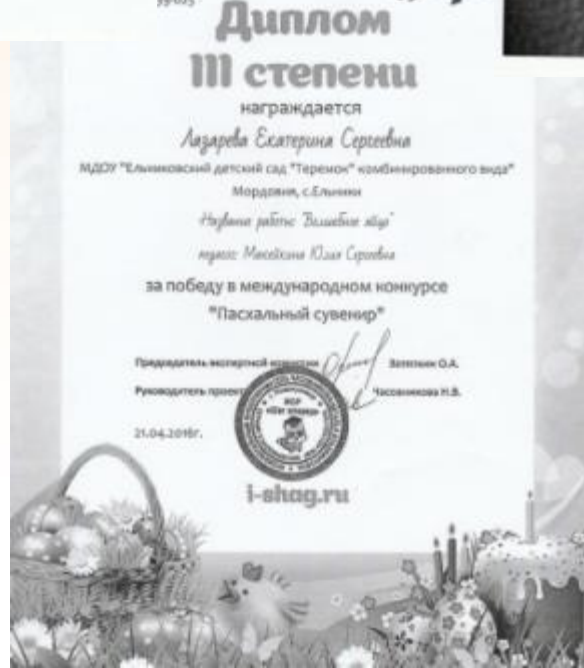 Диплом
III степени
награждается
Лазарева Екатерина Сергеевна
МДОУ "Ельниковский детский сад "Теремок" комбинированного вида"
Мордовия, с.Ельники
Название работы: "Волшебное яйцо"
педагог: Мосейкина Юлия Сергеевна
за победу в международном конкурсе
"Пасхальный сувенир"
Председатель экспертной комиссии
О.А.
Руководитель проекта Часовникова Н.В.
21.04.2016г.
i-shag.ru